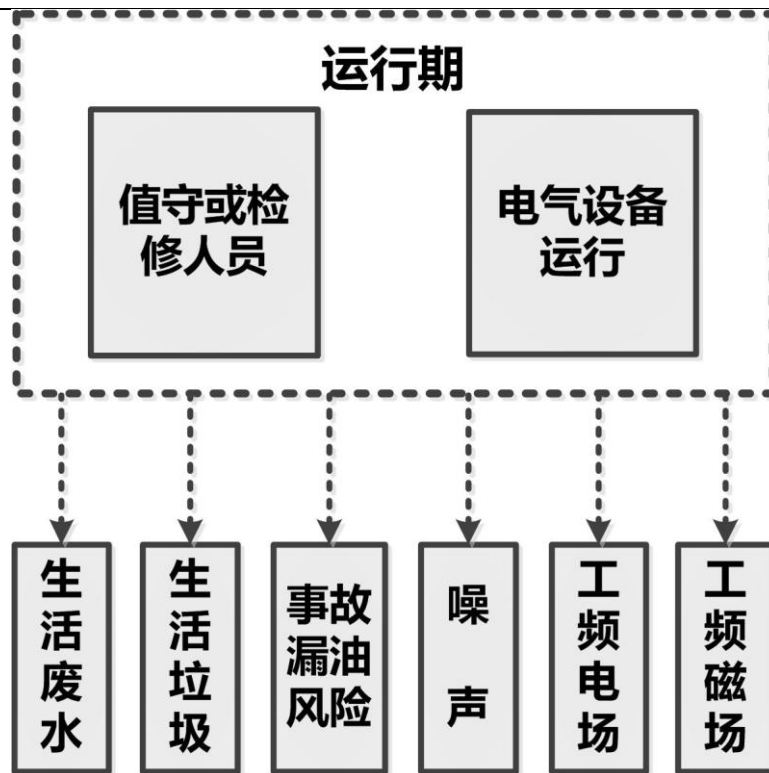 运行期
值守或检
修人员
电气设备
运行
生活废水
生活垃圾
事故
漏油
风险
噪声
工频电场
工频磁场